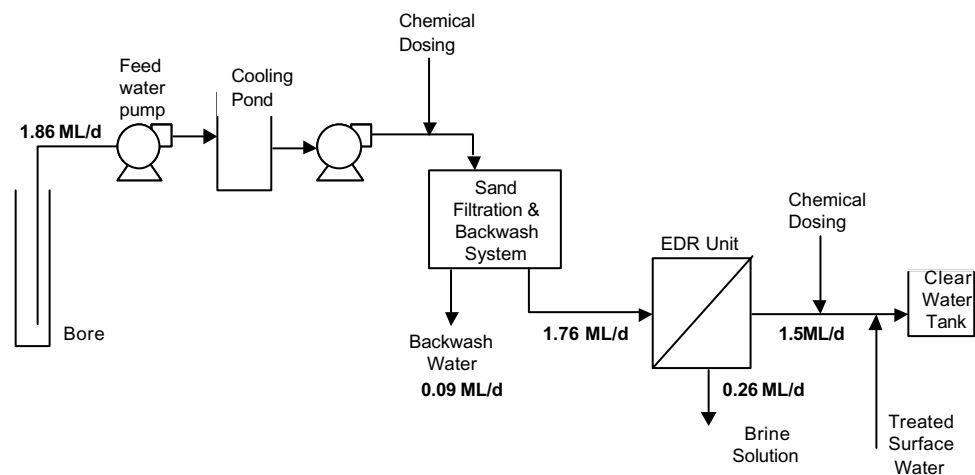 Chemical
Dosing
Feed
water
pump
Cooling
Pond
1.86 ML/d
Bore
Sand
Filtration &
Backwash
System
Backwash
Water
0.09 ML/d
1.76 ML/d
EDR Unit
0.26 ML/d
Brine
Solution
Chemical
Dosing
1.5ML/d
Clear
Water
Tank
Treated
Surface
Water